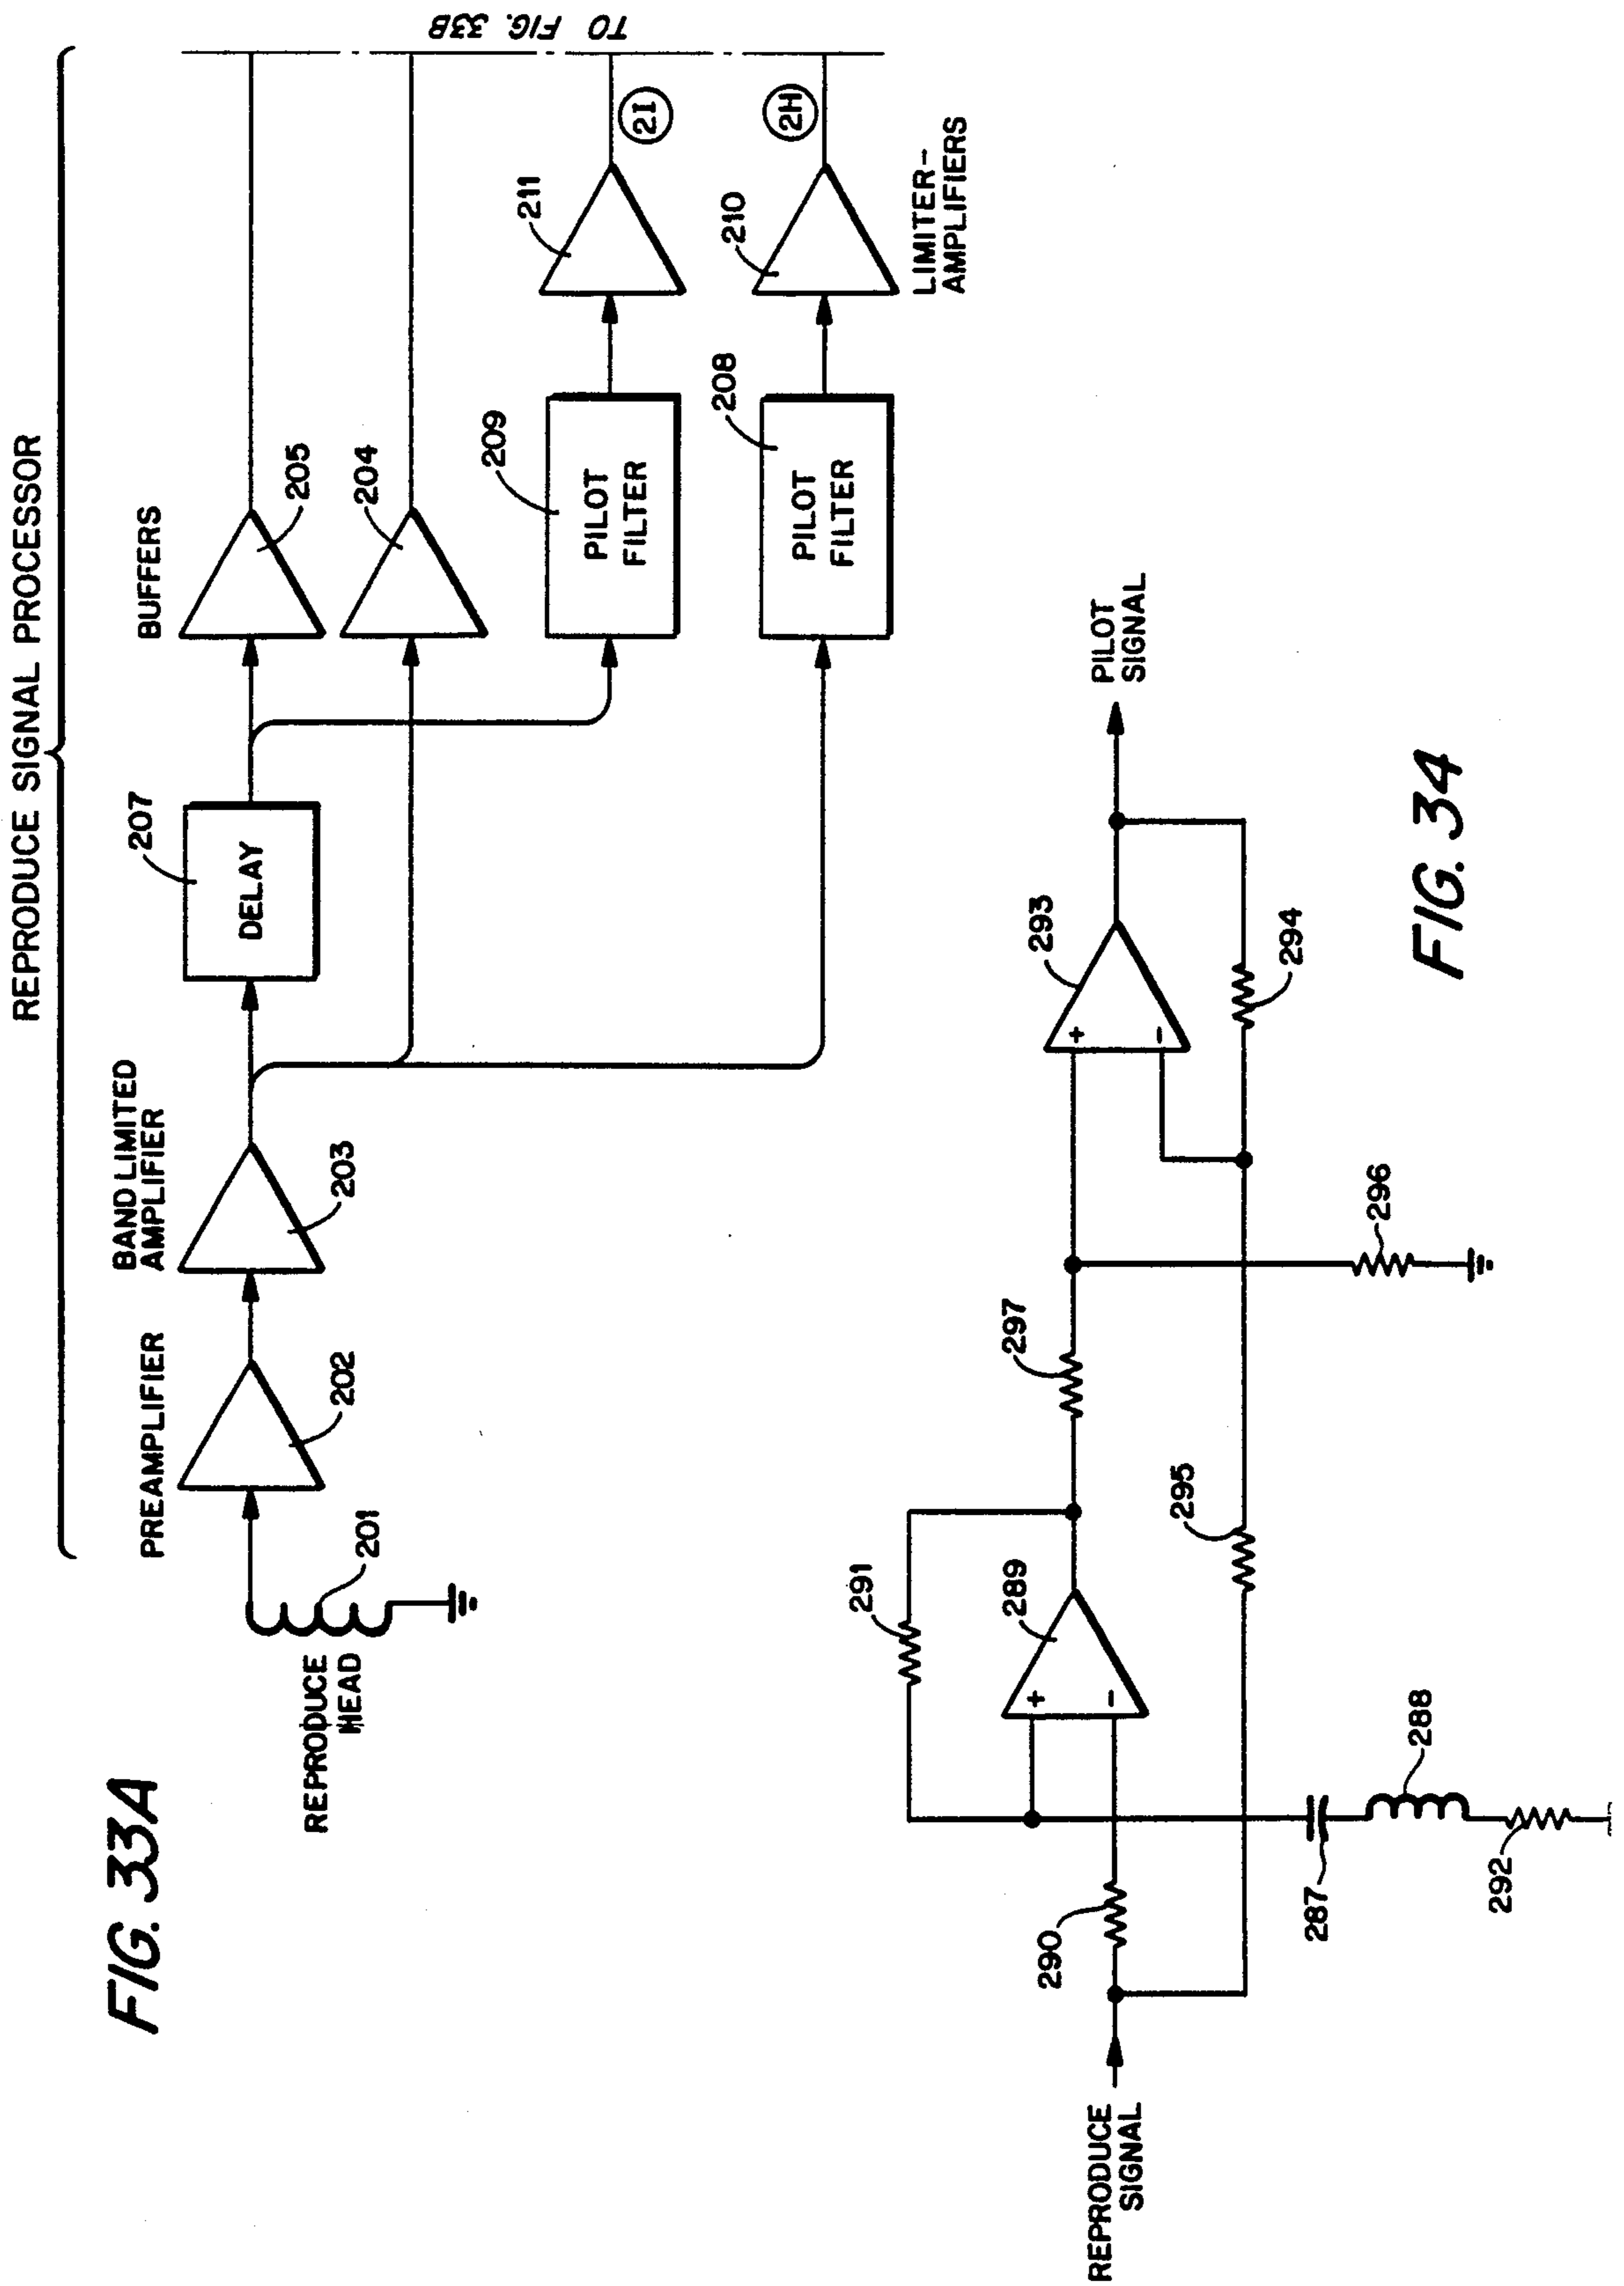 FIG. 33A
REPRODUCE SIGNAL PROCESSOR
PREAMPLIFIER
BAND LIMITED
AMPLIFIER
BUFFERS
TO FIG. 33B
REPRODUCE
HEAD
201
202
203
207
DELAY
205
204
209
PILOT
FILTER
211
2I
208
PILOT
FILTER
210
2H
LIMITER-
AMPLIFIERS
REPRODUCE
SIGNAL
290
291
+
-
289
287
288
292
295
297
296
+
-
293
294
PILOT
SIGNAL
FIG. 34